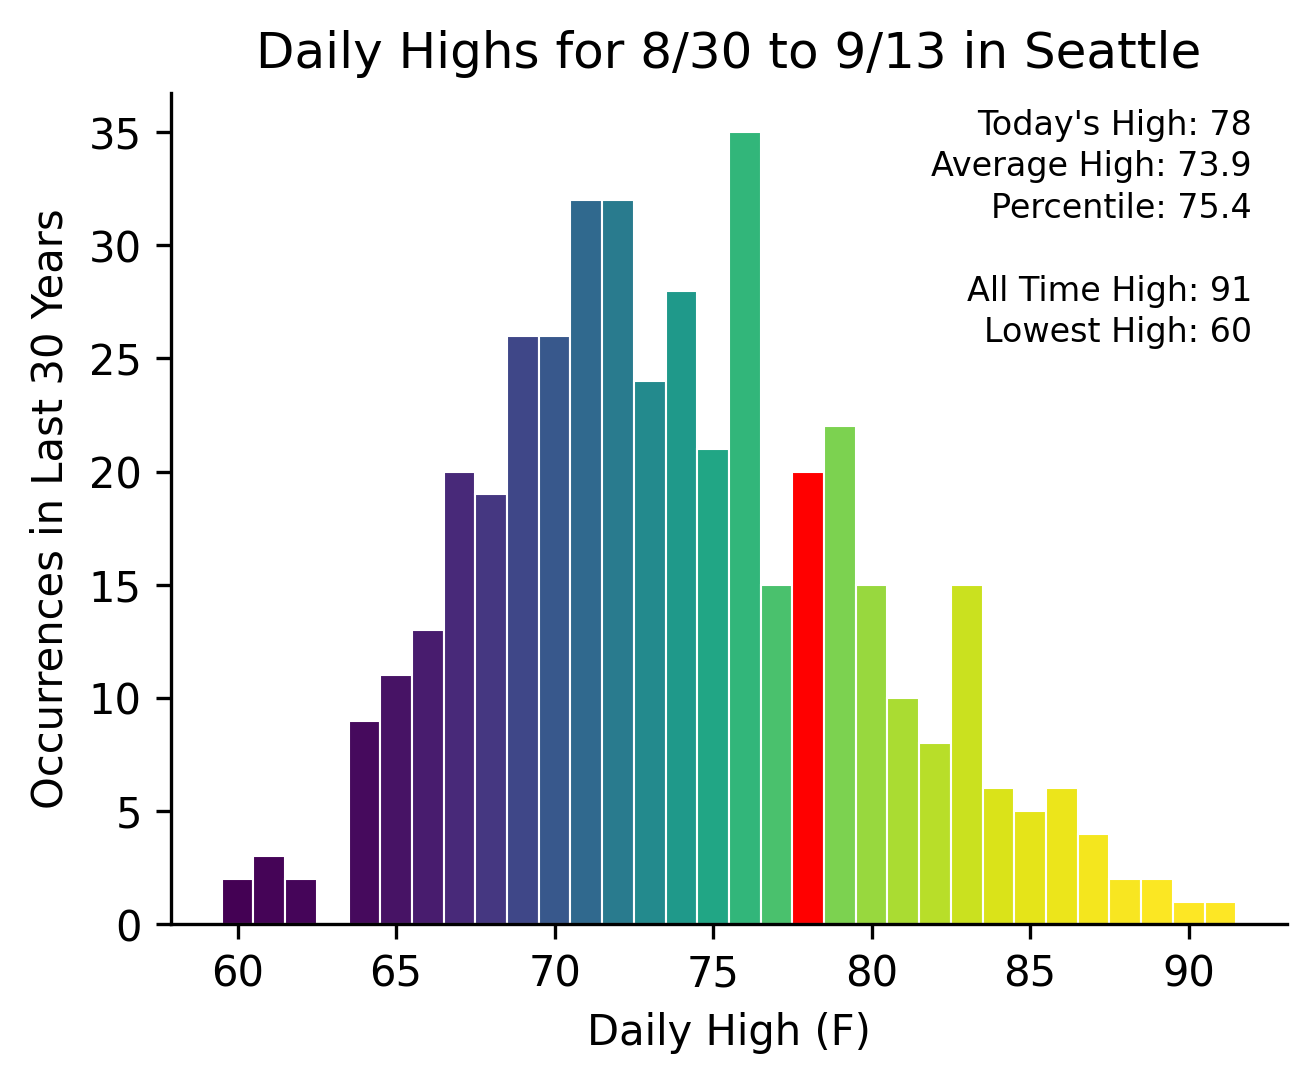 Daily Highs for 8/30 to 9/13 in Seattle
Today's High: 78
Average High: 73.9
Percentile: 75.4
All Time High: 91
Lowest High: 60
Occurrences in Last 30 Years
35
30
25
20
15
10
5
0
60 65 70 75 80 85 90
Daily High (F)